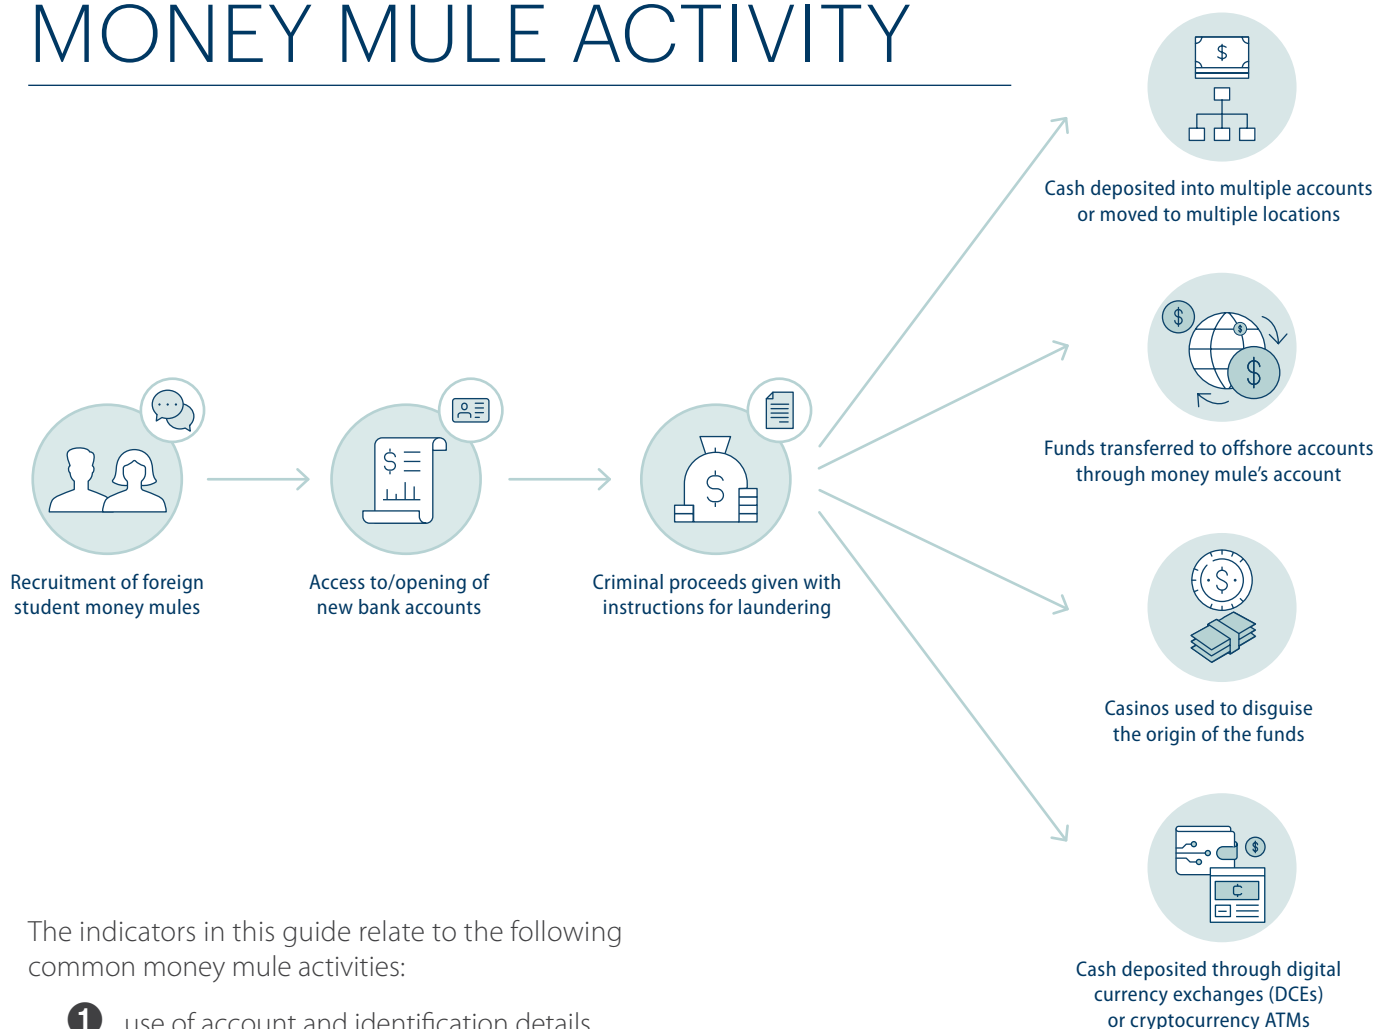 MONEY MULE ACTIVITY
$
Cash deposited into multiple accounts
or moved to multiple locations
$
$
$
Funds transferred to offshore accounts
through money mule's account
$
Recruitment of foreign
student money mules
$
Access to/opening of
new bank accounts
$
Criminal proceeds given with
instructions for laundering
Casinos used to disguise
the origin of the funds
$
₵
Cash deposited through digital
currency exchanges (DCEs)
or cryptocurrency ATMs
The indicators in this guide relate to the following
common money mule activities:
1 use of account and identification details